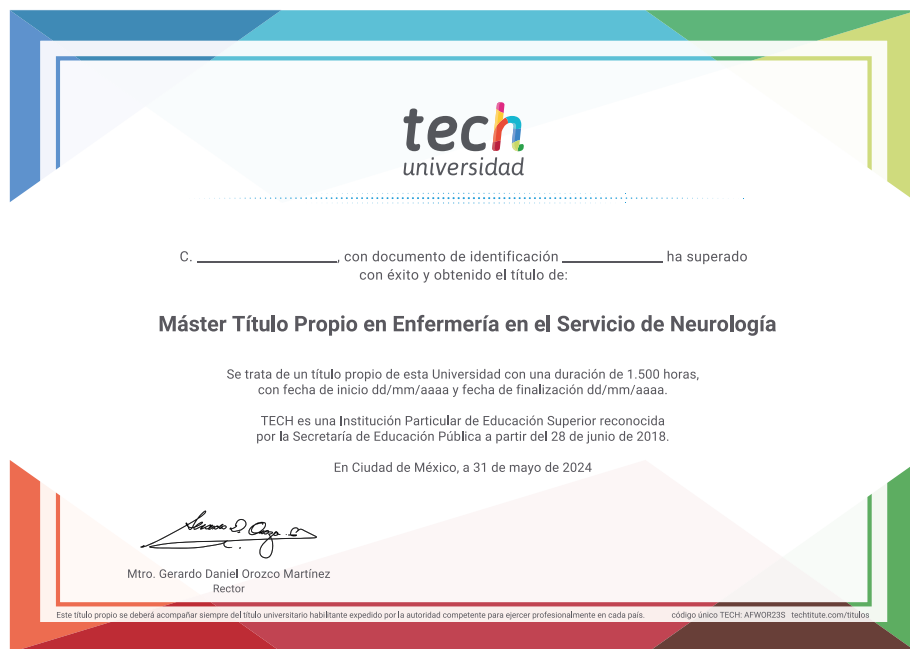 tech
universidad
C. ____________, con documento de identificación ____________ ha superado
con éxito y obtenido el título de:
Máster Título Propio en Enfermería en el Servicio de Neurología
Se trata de un título propio de esta Universidad con una duración de 1.500 horas,
con fecha de inicio dd/mm/aaaa y fecha de finalización dd/mm/aaaa.
TECH es una Institución Particular de Educación Superior reconocida
por la Secretaría de Educación Pública a partir del 28 de junio de 2018.
En Ciudad de México, a 31 de mayo de 2024
Mtro. Gerardo Daniel Orozco Martínez
Rector
Este título propio se deberá acompañar siempre del título universitario habilitante expedido por la autoridad competente para ejercer profesionalmente en cada país. código único TECH: AFWOR23S techtitute.com/titulos